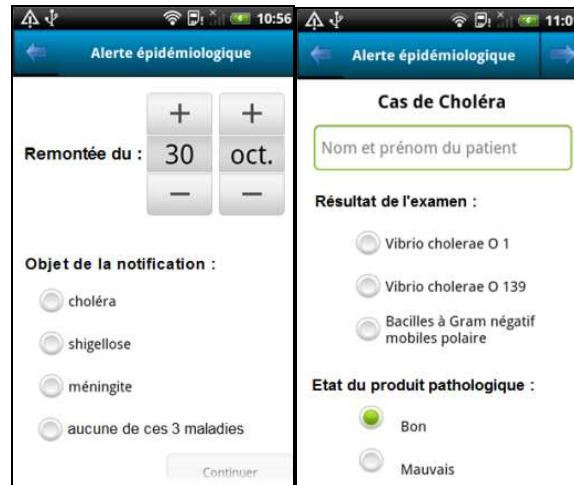 10:56
Alerte épidémiologique
+ +
Remontée du : 30 oct.
— —
Objet de la notification :
choléra
shigellose
méningite
aucune de ces 3 maladies
Continuer
11:0
Alerte épidémiologique
Cas de Choléra
Nom et prénom du patient
Résultat de l'examen :
Vibrio cholerae O 1
Vibrio cholerae O 139
Bacilles à Gram négatif
mobiles polaire
Etat du produit pathologique :
Bon
Mauvais